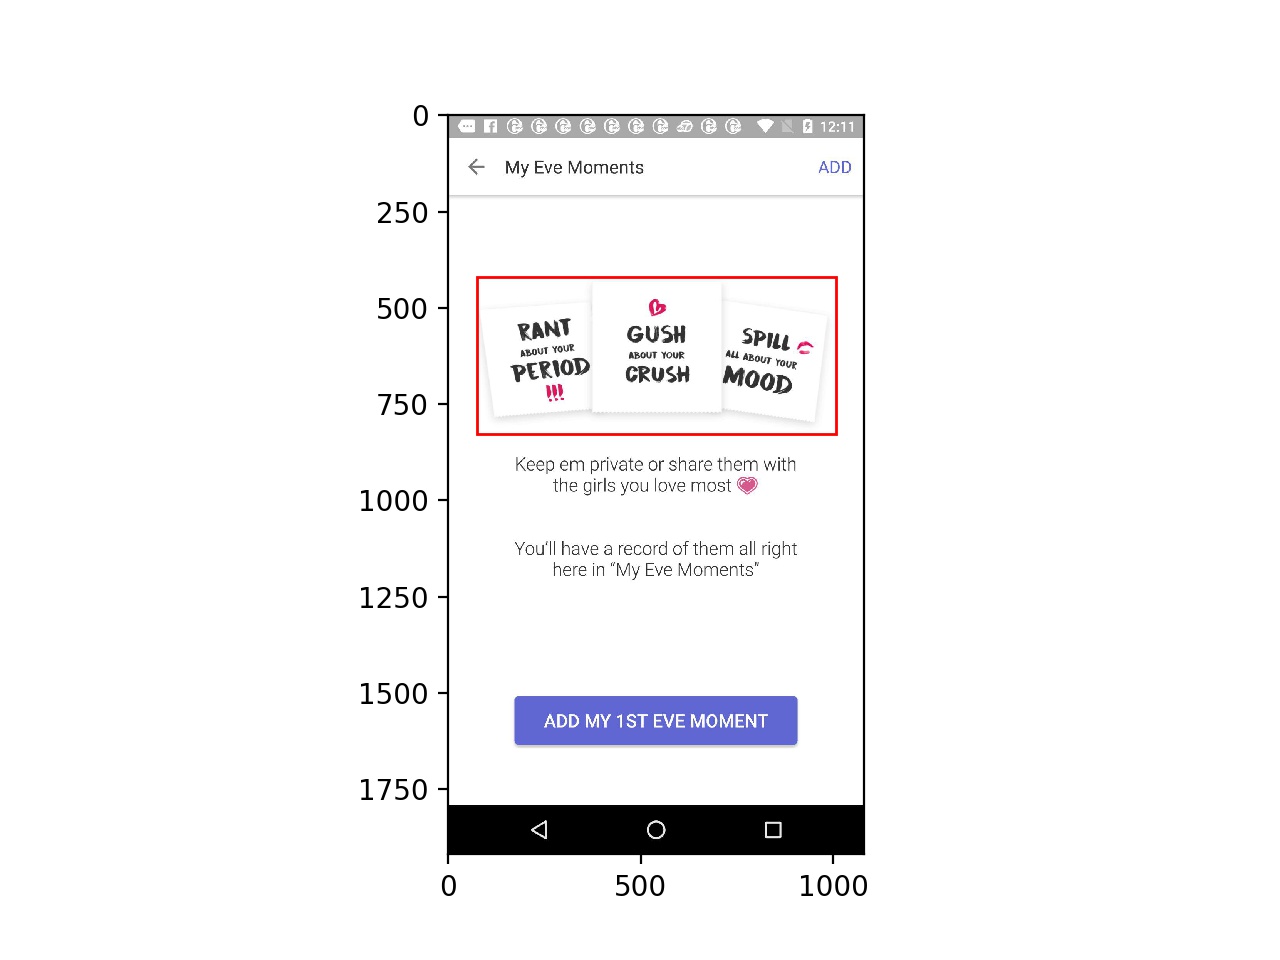 0
12:11
My Eve Moments
ADD
250
500
RANT
ABOUT YOUR
PERIOD
!!!
GUSH
ABOUT YOUR
CRUSH
SPILL
ALL ABOUT YOUR
MOOD
750
Keep em private or share them with
the girls you love most
1000
You'll have a record of them all right
here in “My Eve Moments”
1250
1500
ADD MY 1ST EVE MOMENT
1750
0
500
1000